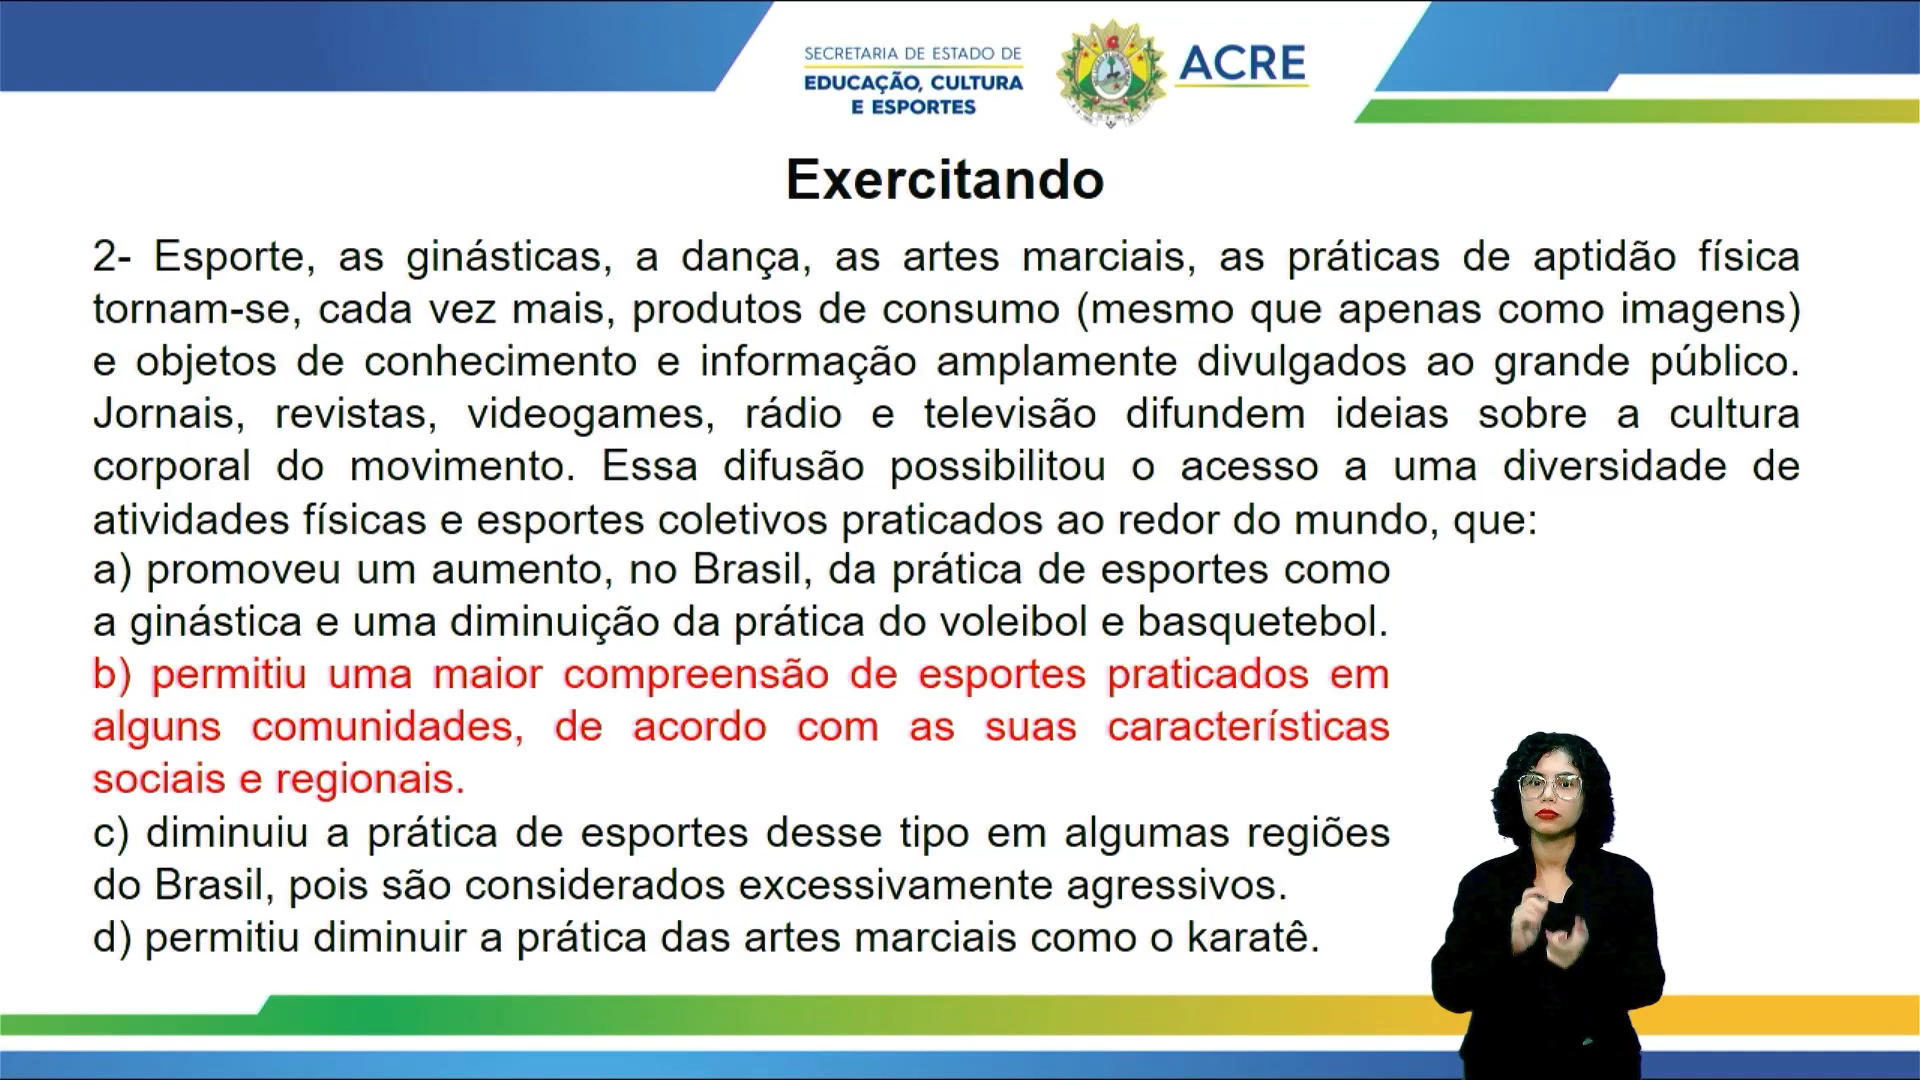 SECRETARIA DE ESTADO DE
EDUCAÇÃO, CULTURA
E ESPORTES
ACRE
Exercitando
2- Esporte, as ginásticas, a dança, as artes marciais, as práticas de aptidão física
tornam-se, cada vez mais, produtos de consumo (mesmo que apenas como imagens)
e objetos de conhecimento e informação amplamente divulgados ao grande público.
Jornais, revistas, videogames, rádio e televisão difundem ideias sobre a cultura
corporal do movimento. Essa difusão possibilitou o acesso a uma diversidade de
atividades físicas e esportes coletivos praticados ao redor do mundo, que:
a) promoveu um aumento, no Brasil, da prática de esportes como
a ginástica e uma diminuição da prática do voleibol e basquetebol.
b) permitiu uma maior compreensão de esportes praticados em
alguns comunidades, de acordo com as suas características
sociais e regionais.
c) diminuiu a prática de esportes desse tipo em algumas regiões
do Brasil, pois são considerados excessivamente agressivos.
d) permitiu diminuir a prática das artes marciais como o karatê.